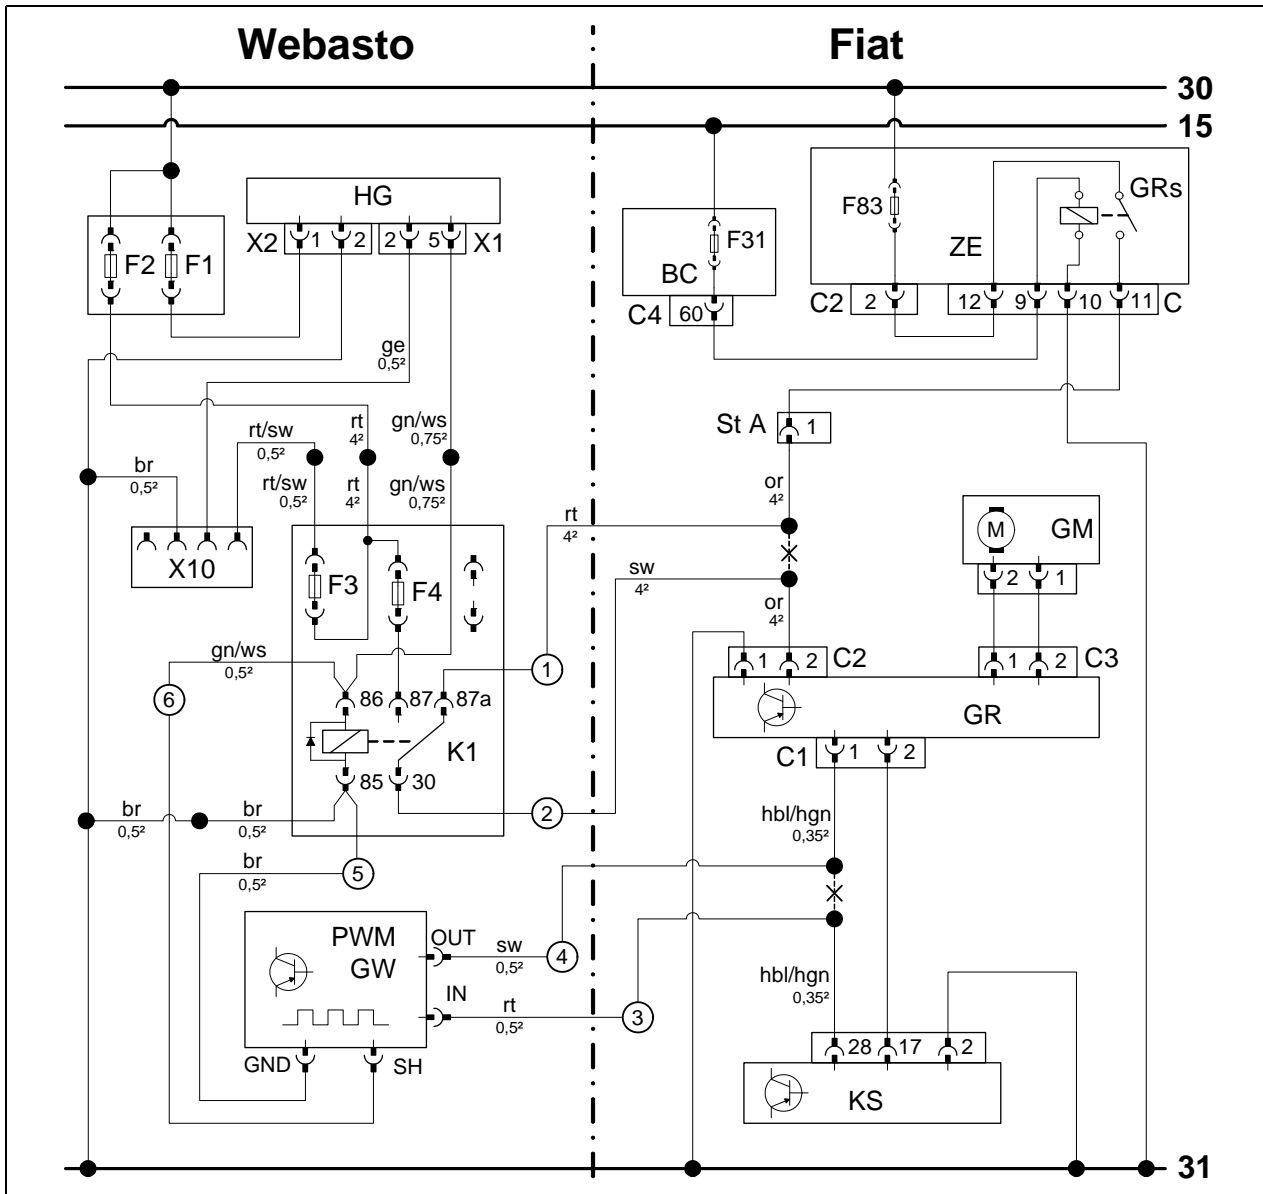 Webasto
Fiat
30
15
HG
X2 1 2 2 5 X1
F2 F1
F31
BC
C4 60
F83
GRs
ZE
C2 2 12 9 10 11 C
ge
0,5²
rt/sw
0,5²
rt
4²
gn/ws
0,75²
St A 1
br
0,5²
rt/sw
0,5²
rt
4²
gn/ws
0,75²
or
4²
rt
4²
M GM
2 1
X10
F3 F4
sw
4²
or
4²
gn/ws
0,5²
1
1 2 C2
1 2 C3
6
86 87 87a
GR
K1
C1 1 2
85 30
br
0,5²
br
0,5²
2
hbl/hgn
0,35²
br
0,5²
5
PWM
GW
OUT
sw
0,5²
4
hbl/hgn
0,35²
IN
rt
0,5²
3
GND SH
28 17 2
KS
31